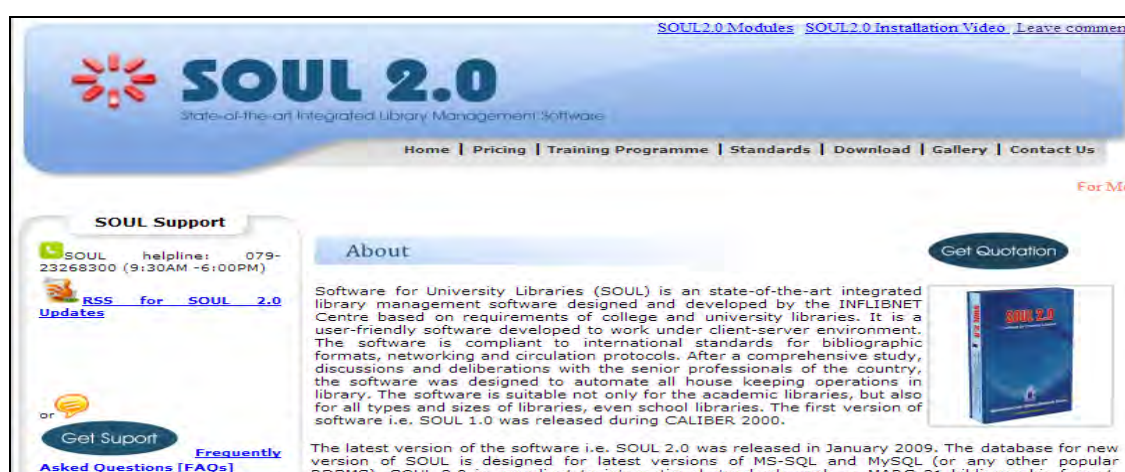 SOUL2.0 Modules SOUL2.0 Installation Video Leave commen
SOUL 2.0
State-of-the-art Integrated Library Management Software
Home | Pricing | Training Programme | Standards | Download | Gallery | Contact Us
For Mo
SOUL Support
SOUL helpline: 079-
23268300 (9:30AM -6:00PM)
RSS for SOUL 2.0
Updates
or
Get Suport
Frequently
Asked Questions [FAQs]
About
Get Quotation
Software for University Libraries (SOUL) is an state-of-the-art integrated
library management software designed and developed by the INFLIBNET
Centre based on requirements of college and university libraries. It is a
user-friendly software developed to work under client-server environment.
The software is compliant to international standards for bibliographic
formats, networking and circulation protocols. After a comprehensive study,
discussions and deliberations with the senior professionals of the country,
the software was designed to automate all house keeping operations in
library. The software is suitable not only for the academic libraries, but also
for all types and sizes of libraries, even school libraries. The first version of
software i.e. SOUL 1.0 was released during CALIBER 2000.
SOUL 2.0
The latest version of the software i.e. SOUL 2.0 was released in January 2009. The database for new
version of SOUL is designed for latest versions of MS-SQL and MySQL (or any other popular